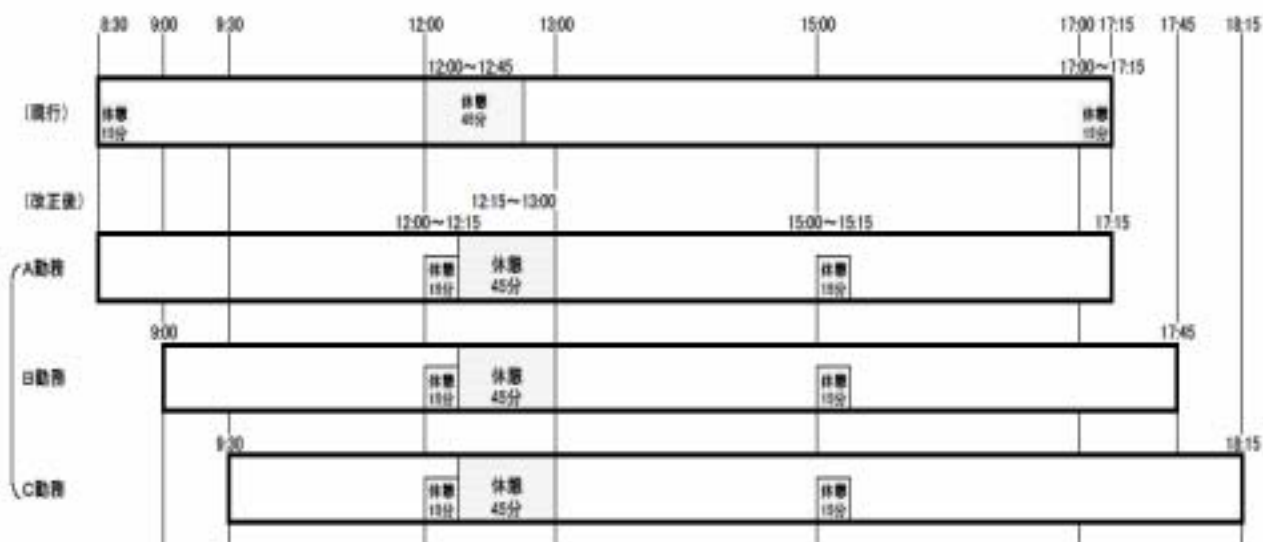 8:30 9:00 9:30 12:00 13:00 15:00 17:00 17:15 17:45 18:15
12:00～12:45 17:00～17:15
(現行)
休憩
45分
休憩
15分
休憩
15分
(改正後)
12:15～13:00
12:00～12:15 15:00～15:15 17:15
A勤務
休憩
15分
休憩
45分
休憩
15分
9:00 17:45
B勤務
休憩
15分
休憩
45分
休憩
15分
9:30 18:15
C勤務
休憩
15分
休憩
45分
休憩
15分